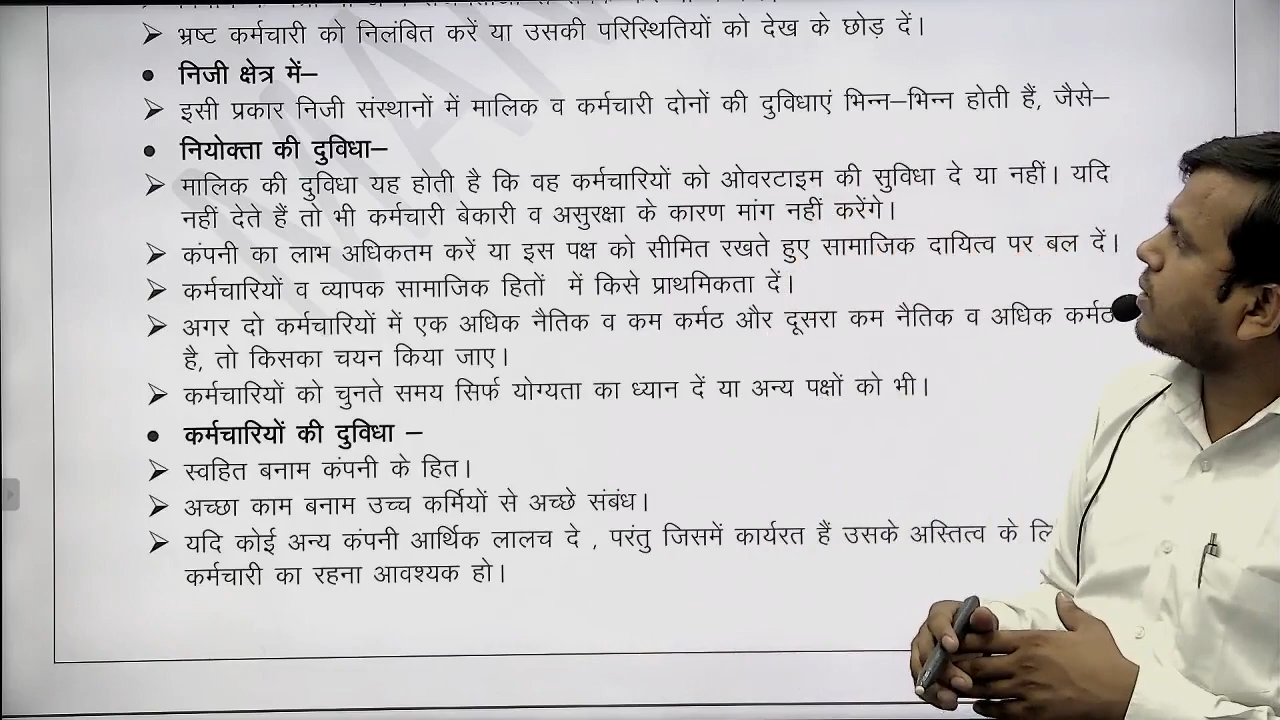 भ्रष्ट कर्मचारी को निलंबित करें या उसकी परिस्थितियों को देख के छोड़ दें।
निजी क्षेत्र में–
इसी प्रकार निजी संस्थानों में मालिक व कर्मचारी दोनों की दुविधाएं भिन्न–भिन्न होती हैं, जैसे–
नियोक्ता की दुविधा–
मालिक की दुविधा यह होती है कि वह कर्मचारियों को ओवरटाइम की सुविधा दे या नहीं। यदि
नहीं देते हैं तो भी कर्मचारी बेकारी व असुरक्षा के कारण मांग नहीं करेंगे।
कंपनी का लाभ अधिकतम करें या इस पक्ष को सीमित रखते हुए सामाजिक दायित्व पर बल दें।
कर्मचारियों व व्यापक सामाजिक हितों में किसे प्राथमिकता दें।
अगर दो कर्मचारियों में एक अधिक नैतिक व कम कर्मठ और दूसरा कम नैतिक व अधिक कर्मठ
है, तो किसका चयन किया जाए।
कर्मचारियों को चुनते समय सिर्फ योग्यता का ध्यान दें या अन्य पक्षों को भी।
कर्मचारियों की दुविधा –
स्वहित बनाम कंपनी के हित।
अच्छा काम बनाम उच्च कर्मियों से अच्छे संबंध।
यदि कोई अन्य कंपनी आर्थिक लालच दे , परंतु जिसमें कार्यरत हैं उसके अस्तित्व के
कर्मचारी का रहना आवश्यक हो।